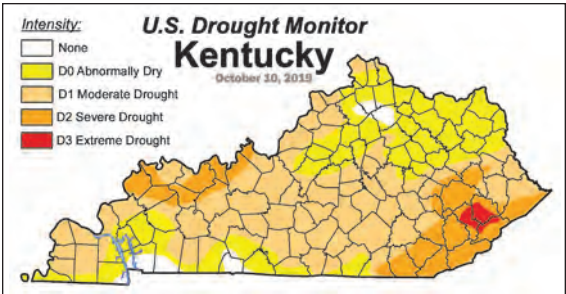 Intensity:
None
D0 Abnormally Dry
D1 Moderate Drought
D2 Severe Drought
D3 Extreme Drought
U.S. Drought Monitor
Kentucky
October 10, 2019